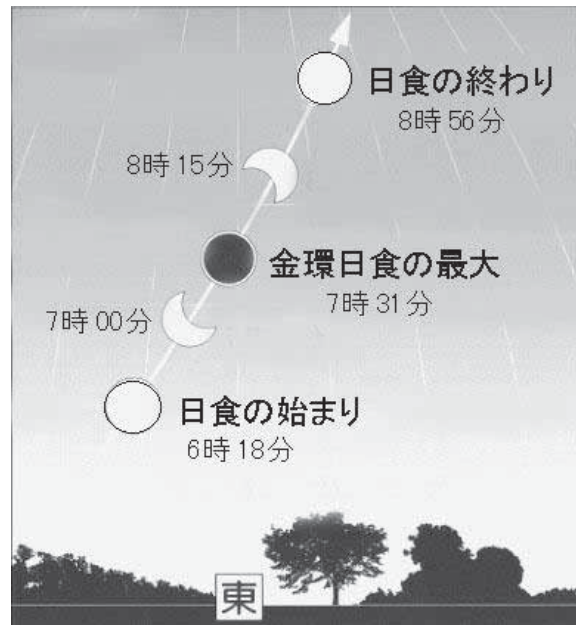 日食の終わり
8時56分
8時15分
金環日食の最大
7時31分
7時00分
日食の始まり
6時18分
東